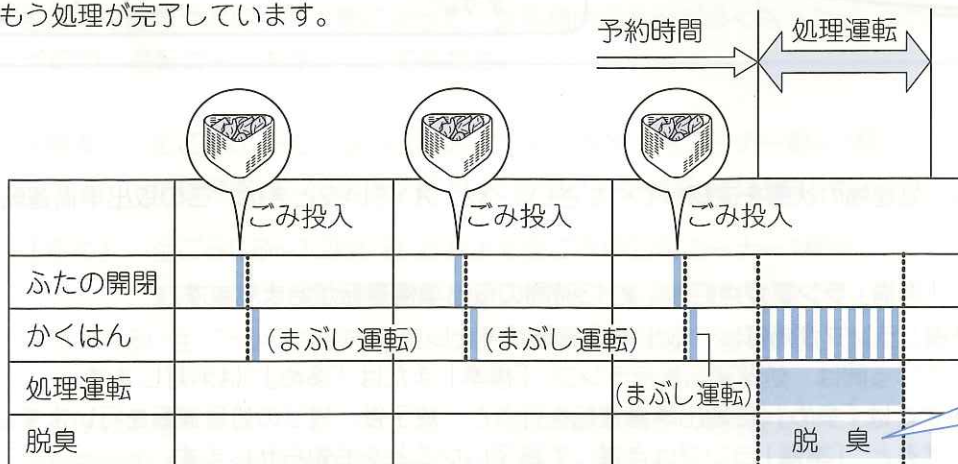 もう処理が完了しています。
予約時間 処理運転
ごみ投入 ごみ投入 ごみ投入
ふたの開閉
かくはん (まぶし運転) (まぶし運転)
(まぶし運転)
処理運転
脱臭 脱 臭